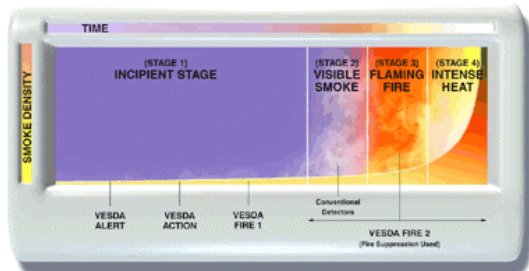 TIME
SMOKE DENSITY
(STAGE 1)
INCIPIENT STAGE
(STAGE 2)
VISIBLE
SMOKE
(STAGE 3)
FLAMING
FIRE
(STAGE 4)
INTENSE
HEAT
VESDA
ALERT
VESDA
ACTION
VESDA
FIRE 1
Conventional
Detectors
VESDA FIRE 2
(Fire Suppression Used)